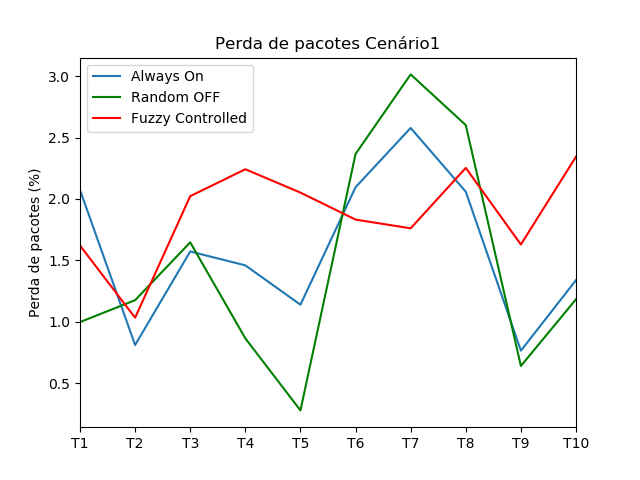 Perda de pacotes Cenário1
Always On
Random OFF
Fuzzy Controlled
Perda de pacotes (%)
3.0
2.5
2.0
1.5
1.0
0.5
T1 T2 T3 T4 T5 T6 T7 T8 T9 T10